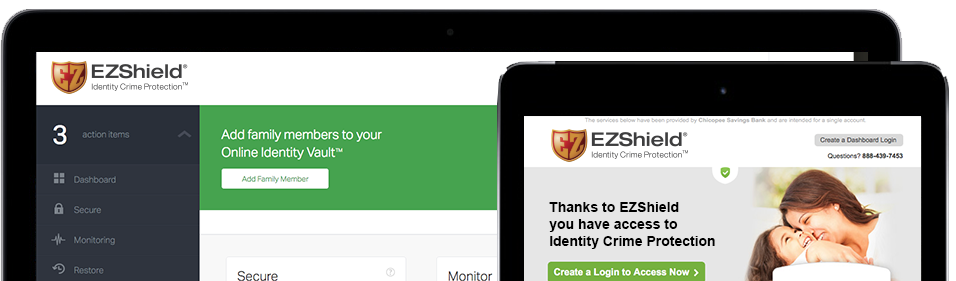 EZ EZShield®
Identity Crime Protection™
3 action items
Dashboard
Secure
Monitoring
Restore
Add family members to your
Online Identity Vault™
Add Family Member
Secure ?
Monitor
The services below have been provided by Chicopee Savings Bank and are intended for a single account.
EZ EZShield®
Identity Crime Protection™
Create a Dashboard Login
Questions? 888-439-7453
Thanks to EZShield
you have access to
Identity Crime Protection
Create a Login to Access Now >